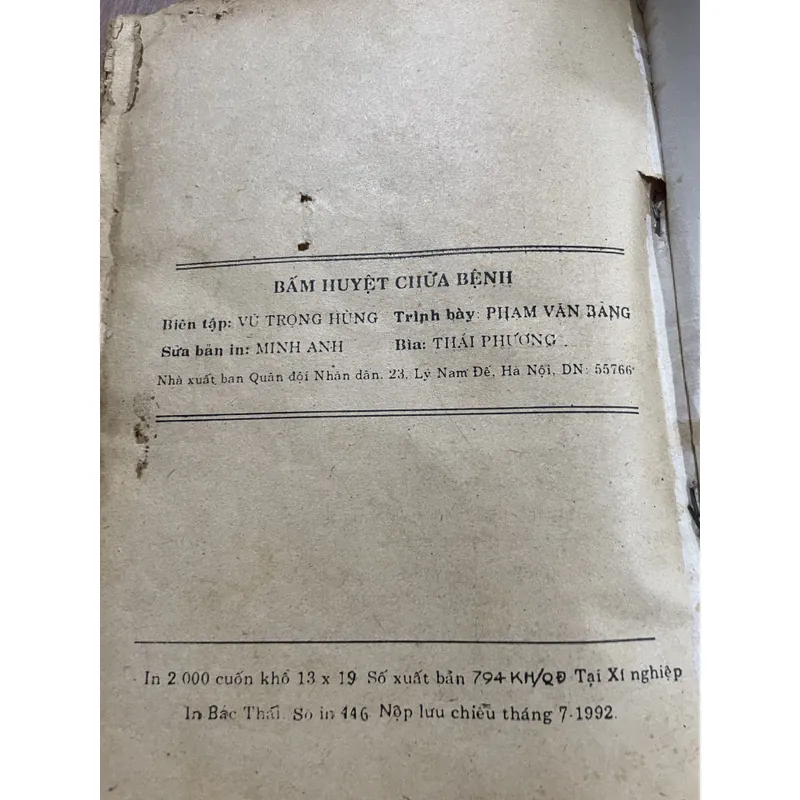 BẤM HUYỆT CHỮA BỆNH
Biên tập: VŨ TRỌNG HÙNG Trình bày: PHẠM VĂN BẢNG
Sửa bản in: MINH ANH Bìa: THÁI PHƯƠNG
Nhà xuất bản Quân đội Nhân dân. 23, Lý Nam Đế, Hà Nội, DN: 55766
In 2.000 cuốn khổ 13 x 19 Số xuất bản 794 KH/QĐ Tại Xí nghiệp
In Bắc Thái. Số in 446 Nộp lưu chiểu tháng 7-1992.